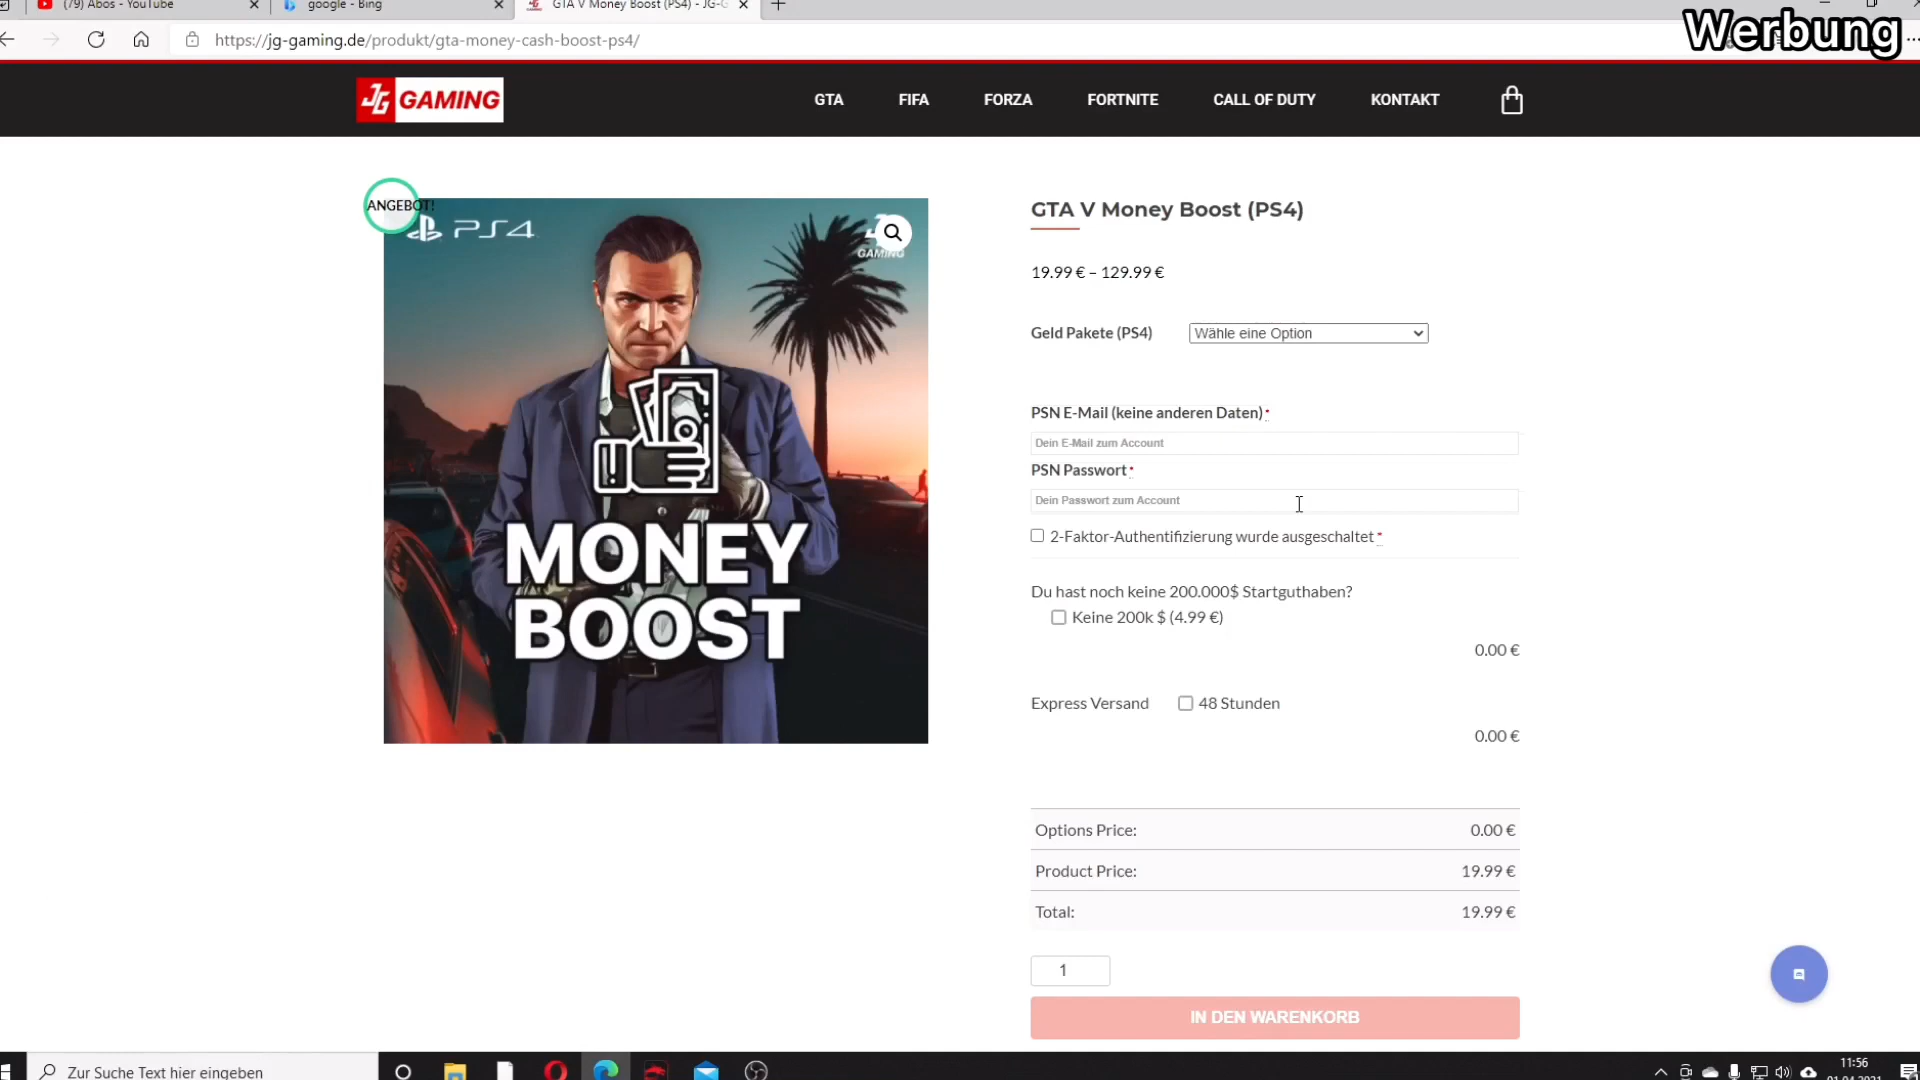 (79) Abos - YouTube
google - Bing
GTA V Money Boost (PS4) - JG-G
https://jg-gaming.de/produkt/gta-money-cash-boost-ps4/
Werbung
JG GAMING
GTA
FIFA
FORZA
FORTNITE
CALL OF DUTY
KONTAKT
ANGEBOT!
PS4
GAMING
MONEY
BOOST
GTA V Money Boost (PS4)
19.99 € – 129.99 €
Geld Pakete (PS4)
Wähle eine Option
PSN E-Mail (keine anderen Daten)*
Dein E-Mail zum Account
PSN Passwort*
Dein Passwort zum Account
2-Faktor-Authentifizierung wurde ausgeschaltet*
Du hast noch keine 200.000$ Startguthaben?
Keine 200k $ (4.99 €)
0.00 €
Express Versand
48 Stunden
0.00 €
Options Price: 0.00 €
Product Price: 19.99 €
Total: 19.99 €
1
IN DEN WARENKORB
Zur Suche Text hier eingeben
11:56
01.04.2021